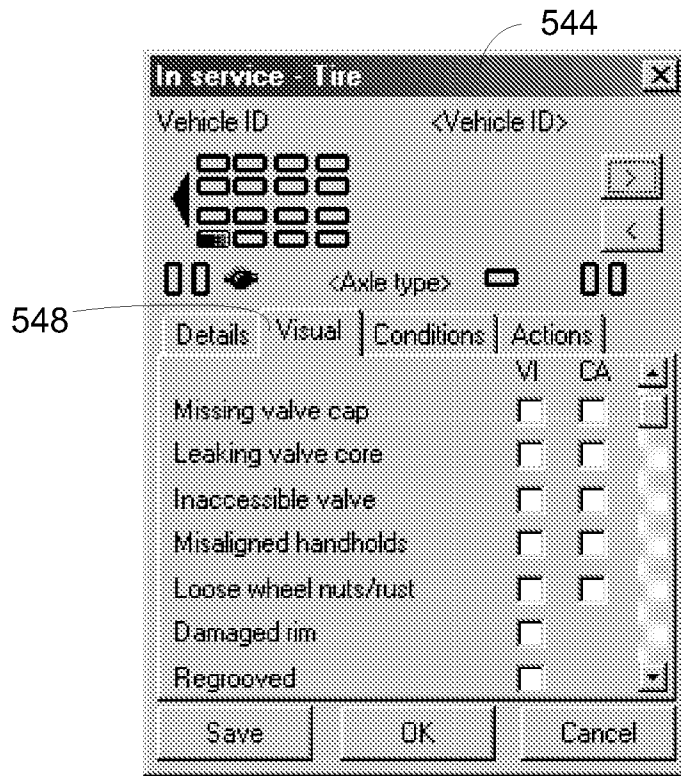 544
In service - Tire
Vehicle ID <Vehicle ID>
>
<
<Axle type>
548
Details Visual Conditions Actions
VI CA
Missing valve cap
Leaking valve core
Inaccessible valve
Misaligned handholds
Loose wheel nuts/rust
Damaged rim
Regrooved
Save OK Cancel